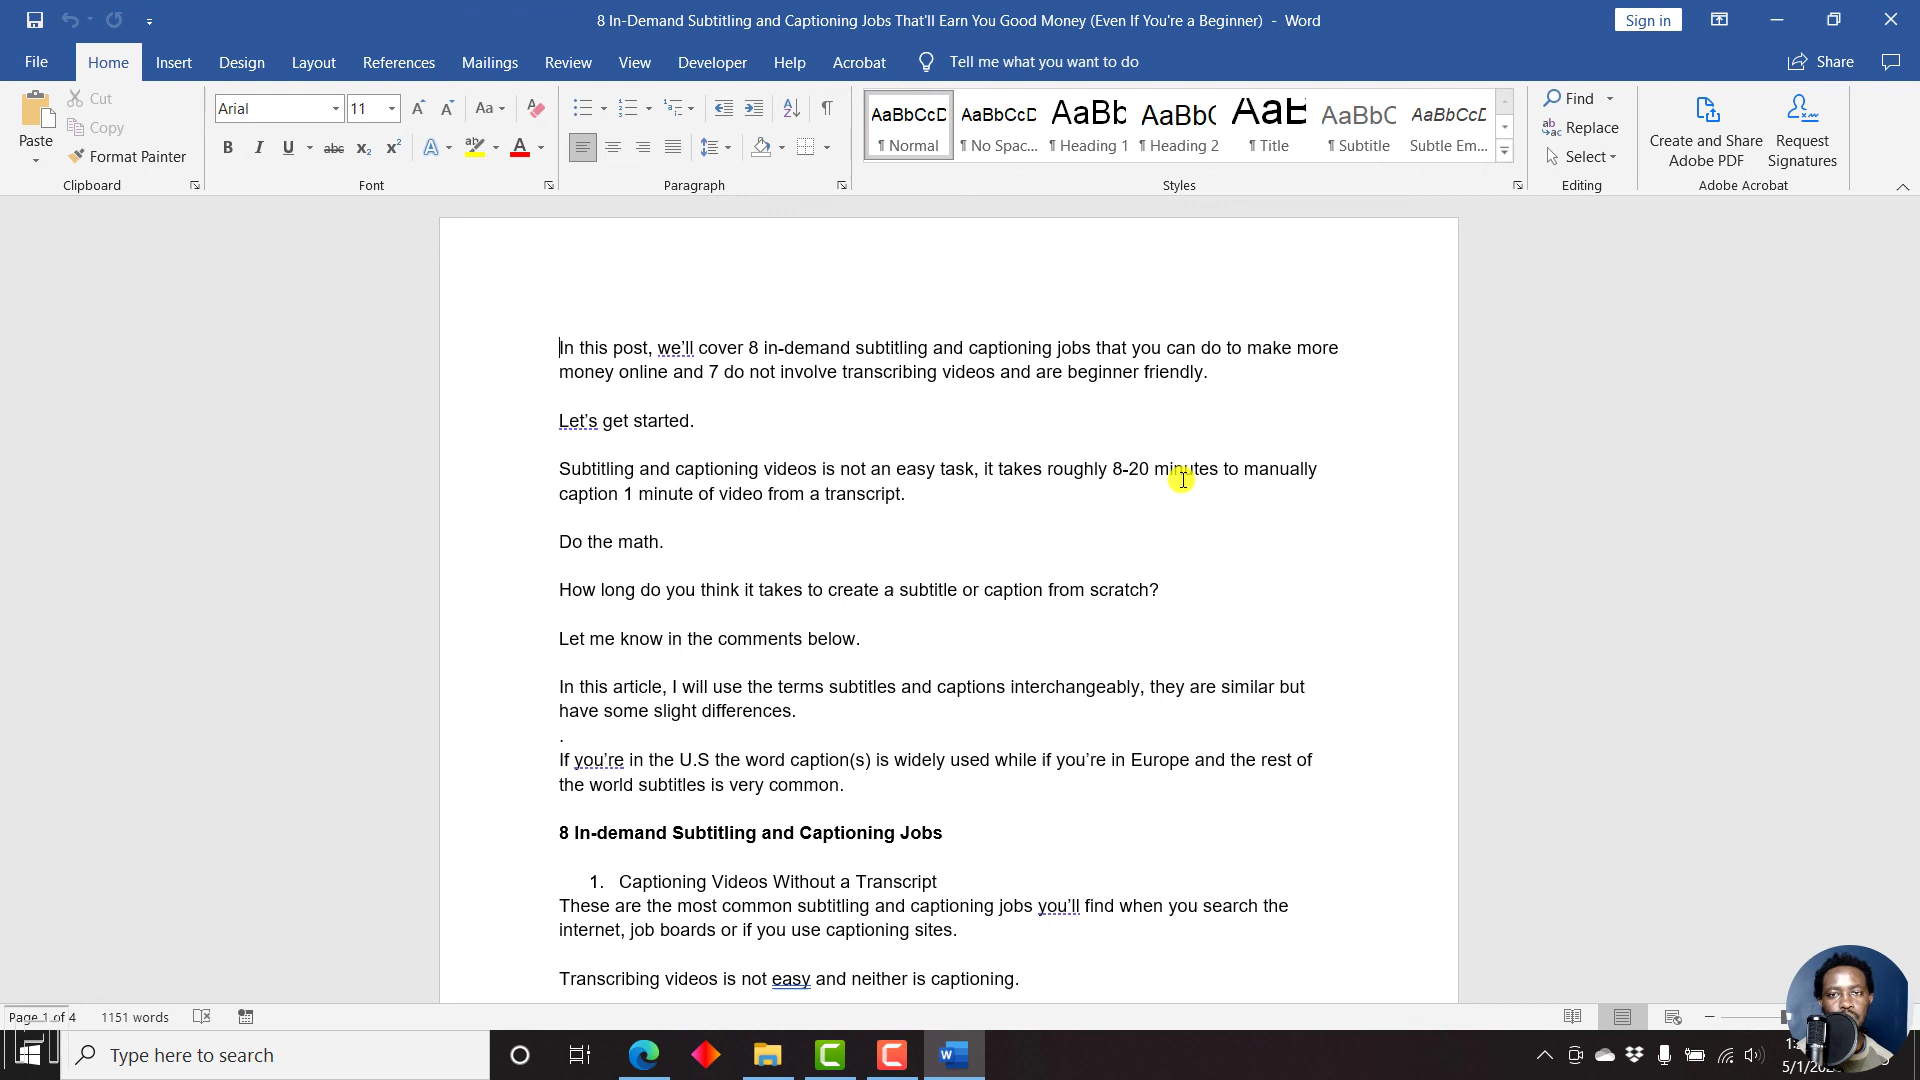 8 In-Demand Subtitling and Captioning Jobs That'll Earn You Good Money (Even If You're a Beginner) - Word
Sign in
File Home Insert Design Layout References Mailings Review View Developer Help Acrobat Tell me what you want to do Share
Paste
Cut
Copy
Format Painter
Clipboard
Arial 11
Aa
B I U abc x₂ x² A ab A
Font
Paragraph
AaBbCcD AaBbCcD AaBb AaBbC AaB AaBbC AaBbCcD
¶ Normal ¶ No Spac... ¶ Heading 1 ¶ Heading 2 ¶ Title ¶ Subtitle Subtle Em...
Styles
Find
Replace
Select
Editing
Create and Share
Adobe PDF
Request
Signatures
Adobe Acrobat
In this post, we'll cover 8 in-demand subtitling and captioning jobs that you can do to make more
money online and 7 do not involve transcribing videos and are beginner friendly.
Let's get started.
Subtitling and captioning videos is not an easy task, it takes roughly 8-20 minutes to manually
caption 1 minute of video from a transcript.
Do the math.
How long do you think it takes to create a subtitle or caption from scratch?
Let me know in the comments below.
In this article, I will use the terms subtitles and captions interchangeably, they are similar but
have some slight differences.
.
If you're in the U.S the word caption(s) is widely used while if you're in Europe and the rest of
the world subtitles is very common.
8 In-demand Subtitling and Captioning Jobs
1. Captioning Videos Without a Transcript
These are the most common subtitling and captioning jobs you'll find when you search the
internet, job boards or if you use captioning sites.
Transcribing videos is not easy and neither is captioning.
Page 1 of 4 1151 words
Type here to search